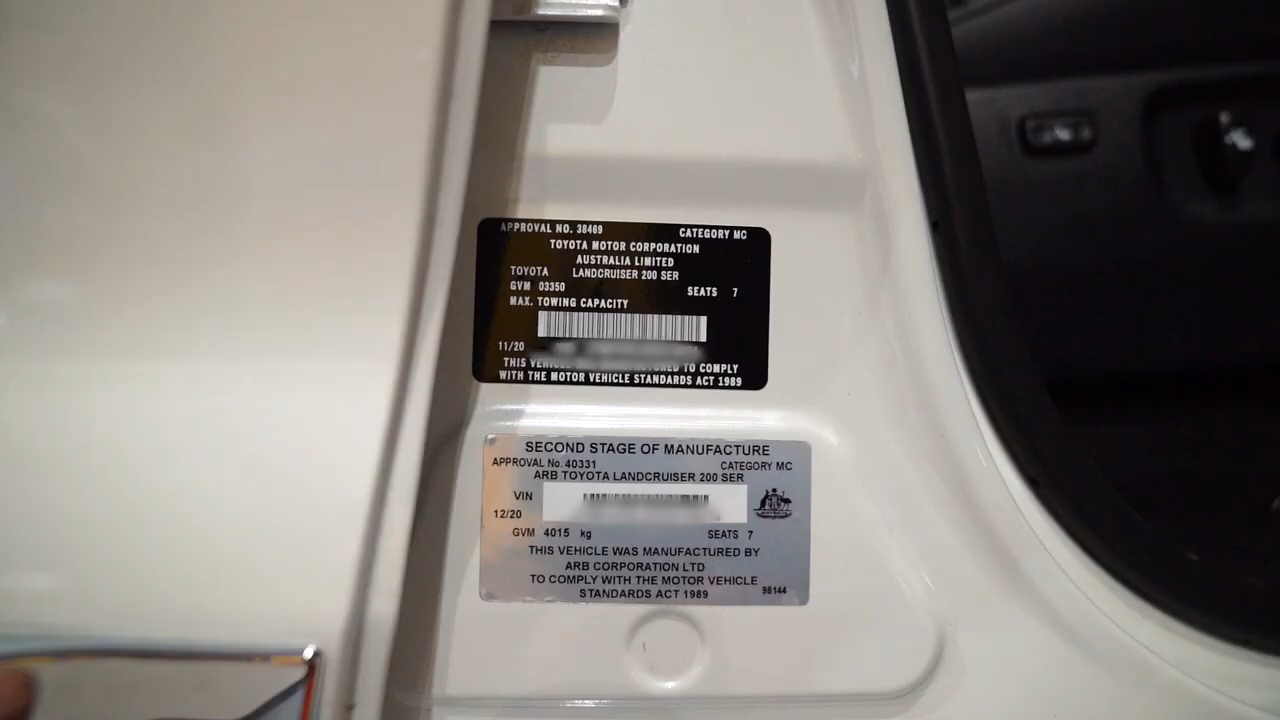 APPROVAL NO. 38469 CATEGORY MC
TOYOTA MOTOR CORPORATION
AUSTRALIA LIMITED
TOYOTA LANDCRUISER 200 SER
GVM 03350 SEATS 7
MAX. TOWING CAPACITY
11/20
THIS TO COMPLY
WITH THE MOTOR VEHICLE STANDARDS ACT 1989
SECOND STAGE OF MANUFACTURE
APPROVAL No. 40331 CATEGORY MC
ARB TOYOTA LANDCRUISER 200 SER
VIN
12/20
GVM 4015 kg SEATS 7
THIS VEHICLE WAS MANUFACTURED BY
ARB CORPORATION LTD
TO COMPLY WITH THE MOTOR VEHICLE
STANDARDS ACT 1989 98144